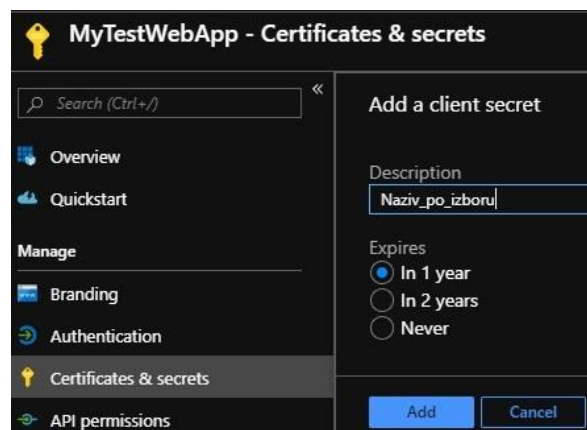 MyTestWebApp - Certificates & secrets
Search (Ctrl+/)
«
Overview
Quickstart
Manage
Branding
Authentication
Certificates & secrets
API permissions
Add a client secret
Description
Naziv_po_izboru
Expires
In 1 year
In 2 years
Never
Add
Cancel